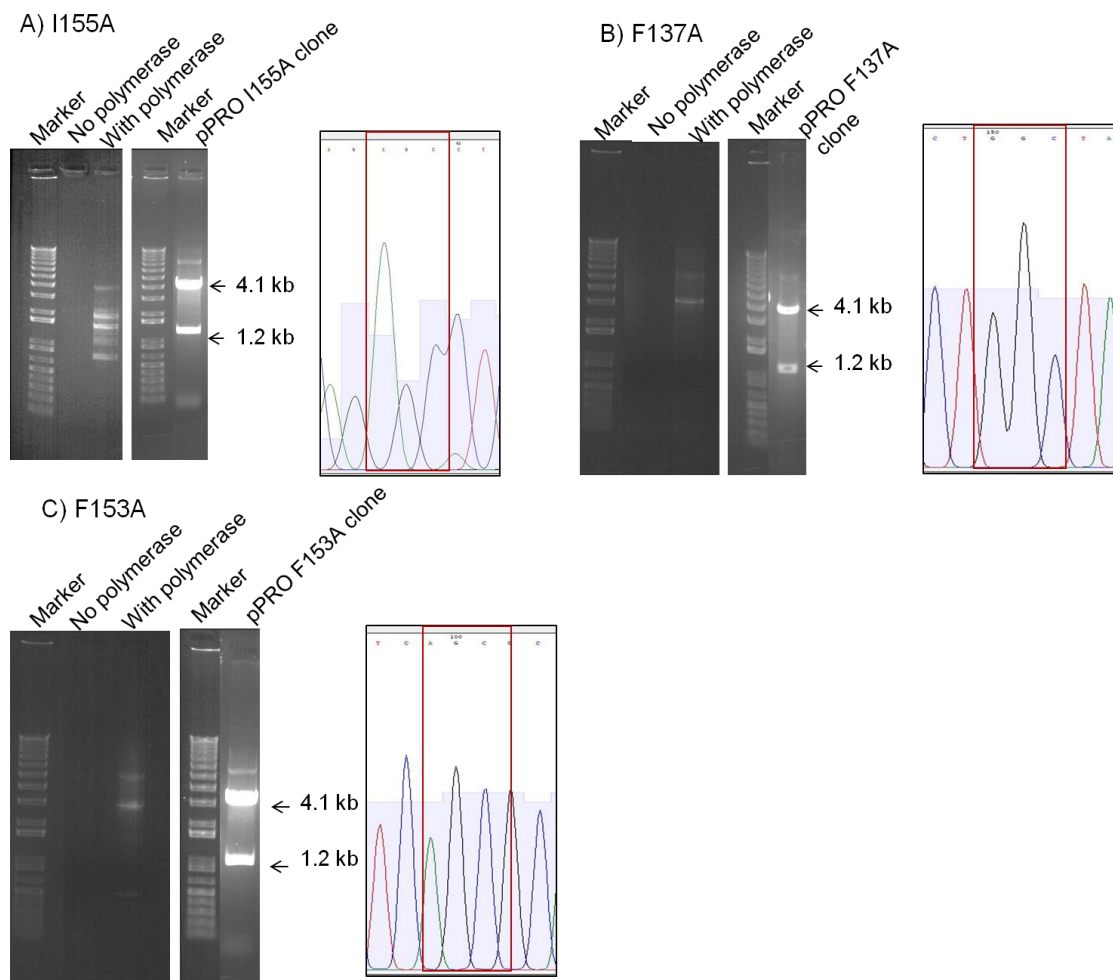 A) I155A
Marker
No polymerase
With polymerase
Marker
pPRO I155A clone
4.1 kb
1.2 kb
B) F137A
Marker
No polymerase
With polymerase
Marker
pPRO F137A
clone
150
C T G G C T A
4.1 kb
1.2 kb
C) F153A
Marker
No polymerase
With polymerase
Marker
pPRO F153A clone
100
T C A G C G C
4.1 kb
1.2 kb